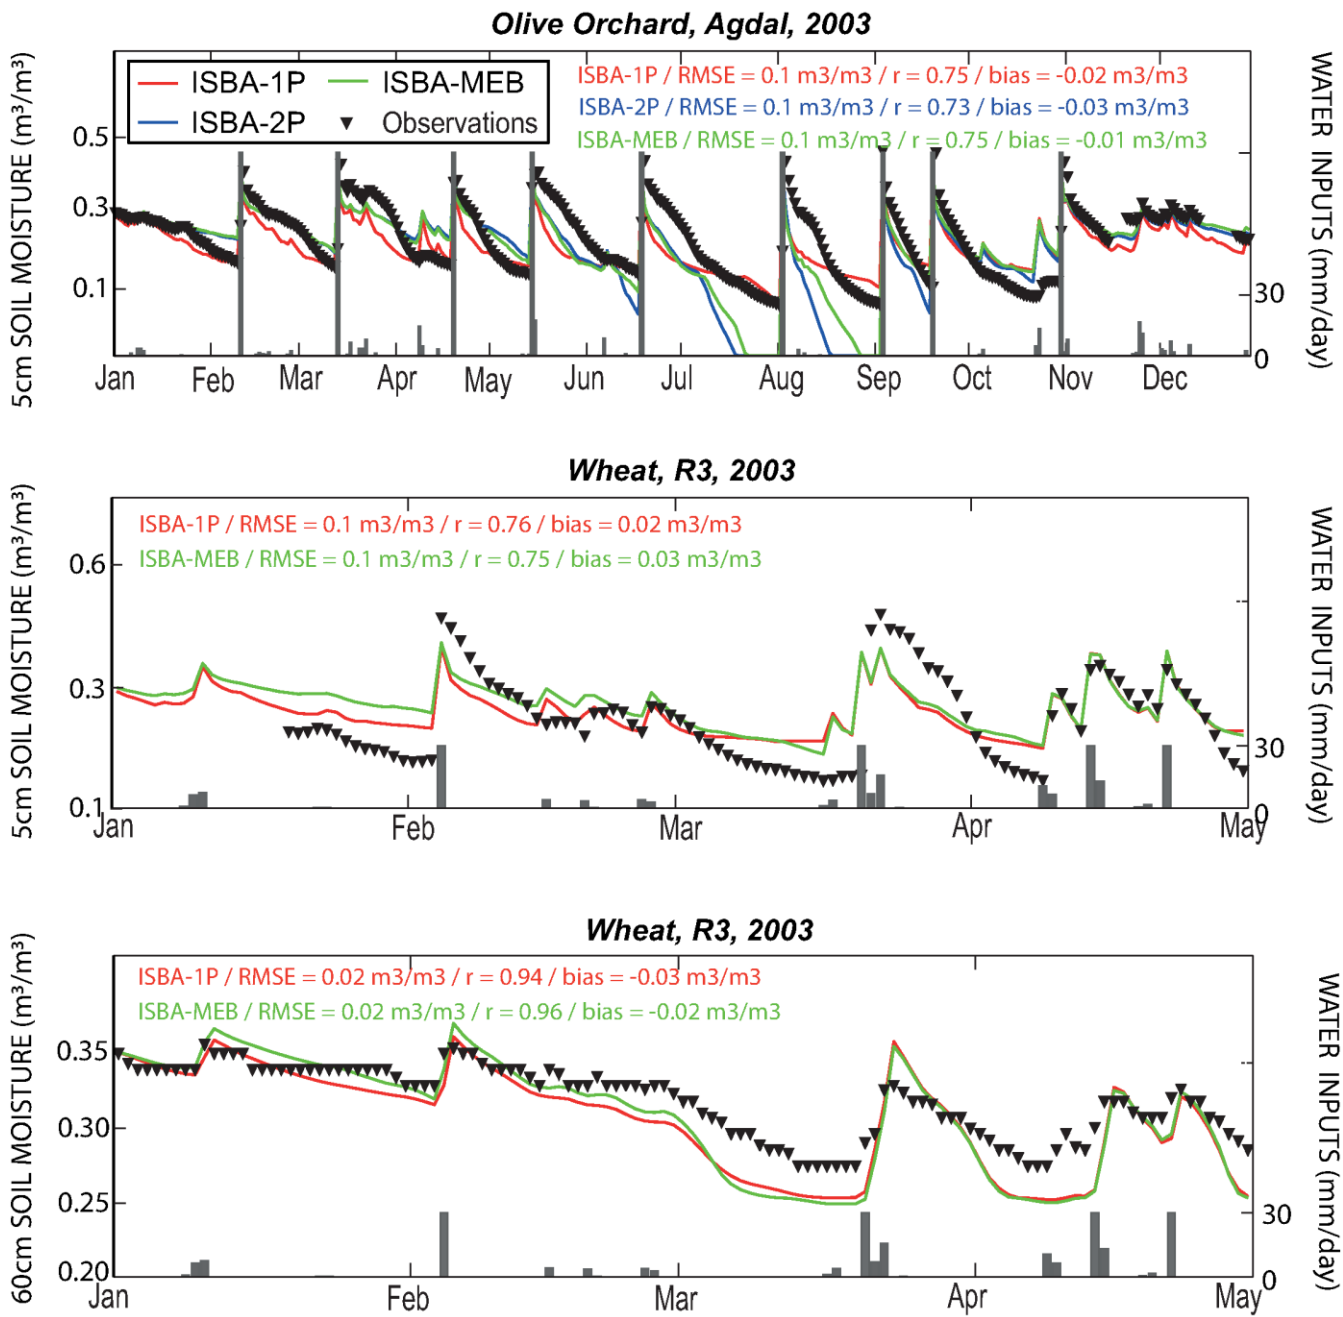 Olive Orchard, Agdal, 2003
5cm SOIL MOISTURE (m³/m³)
WATER INPUTS (mm/day)
ISBA-1P
ISBA-MEB
ISBA-2P
Observations
ISBA-1P / RMSE = 0.1 m3/m3 / r = 0.75 / bias = -0.02 m3/m3
ISBA-2P / RMSE = 0.1 m3/m3 / r = 0.73 / bias = -0.03 m3/m3
ISBA-MEB / RMSE = 0.1 m3/m3 / r = 0.75 / bias = -0.01 m3/m3
0.5
0.3
0.1
30
0
Jan Feb Mar Apr May Jun Jul Aug Sep Oct Nov Dec
Wheat, R3, 2003
5cm SOIL MOISTURE (m³/m³)
WATER INPUTS (mm/day)
ISBA-1P / RMSE = 0.1 m3/m3 / r = 0.76 / bias = 0.02 m3/m3
ISBA-MEB / RMSE = 0.1 m3/m3 / r = 0.75 / bias = 0.03 m3/m3
0.6
0.3
30
0.1
0
Jan Feb Mar Apr May
Wheat, R3, 2003
60cm SOIL MOISTURE (m³/m³)
WATER INPUTS (mm/day)
ISBA-1P / RMSE = 0.02 m3/m3 / r = 0.94 / bias = -0.03 m3/m3
ISBA-MEB / RMSE = 0.02 m3/m3 / r = 0.96 / bias = -0.02 m3/m3
0.35
0.30
0.25
30
0.20
0
Jan Feb Mar Apr May